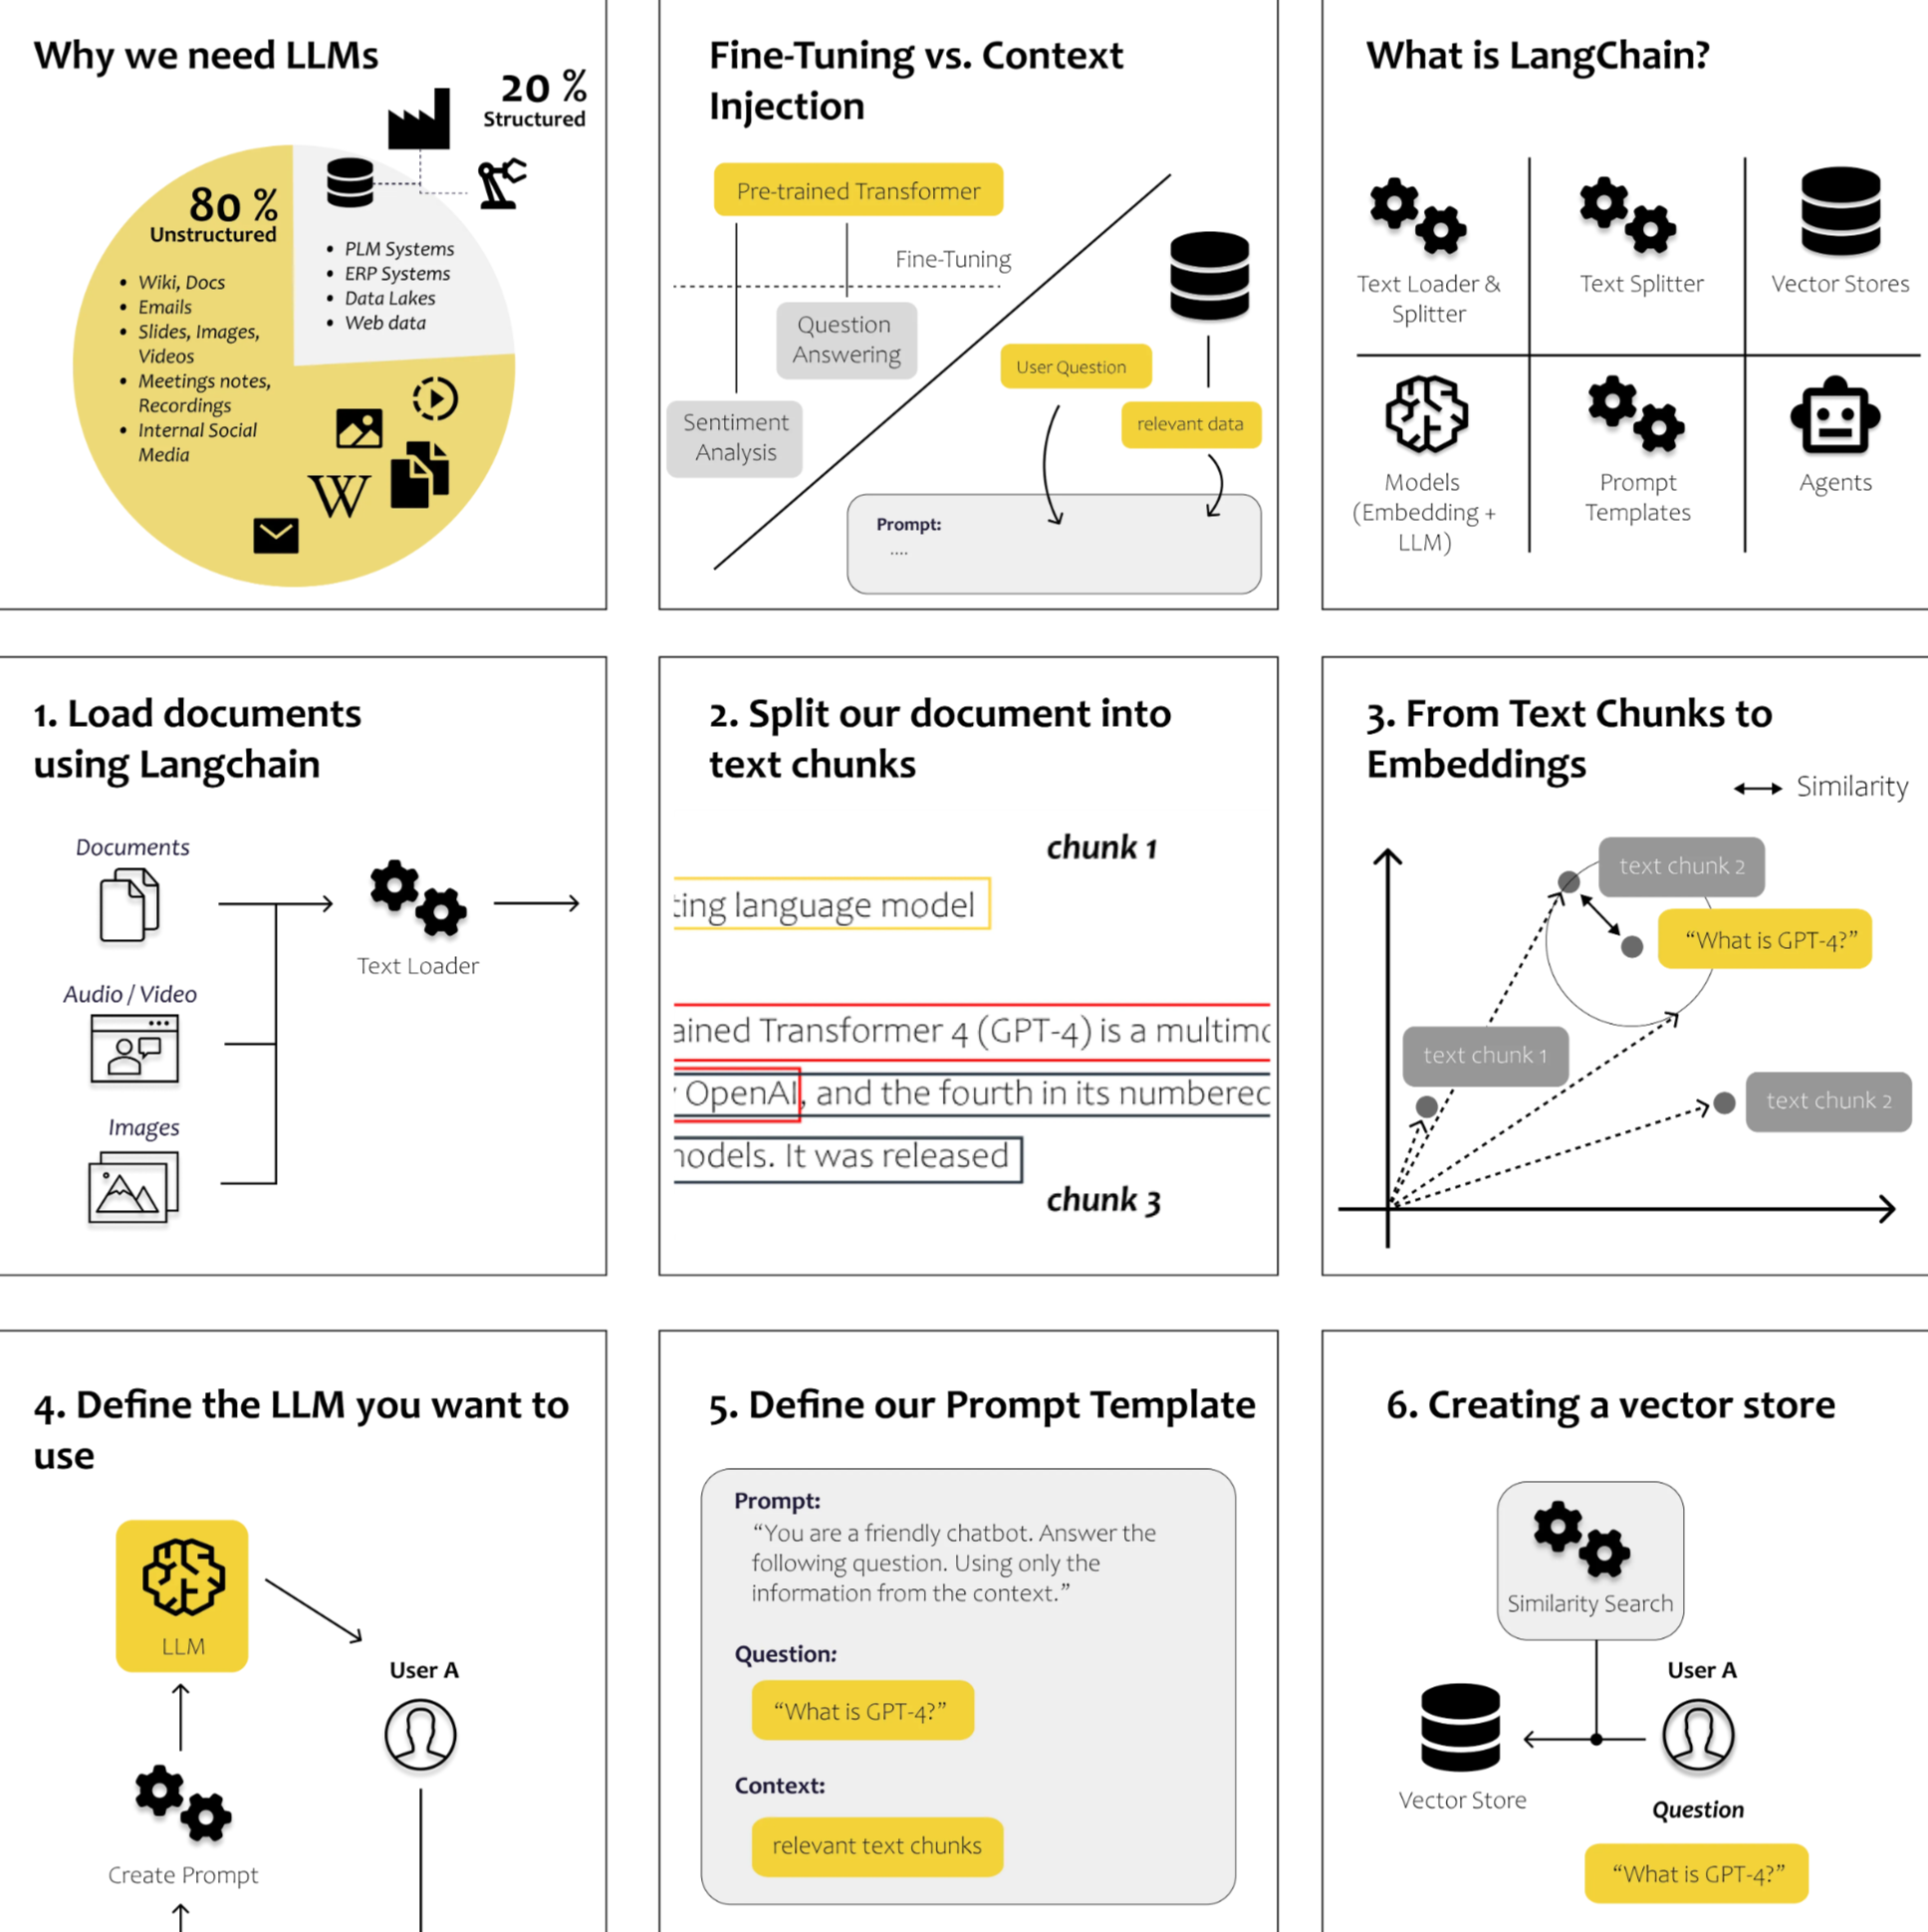 Why we need LLMs
20 %
Structured
80 %
Unstructured
• Wiki, Docs
• Emails
• Slides, Images,
Videos
• Meetings notes,
Recordings
• Internal Social
Media
• PLM Systems
• ERP Systems
• Data Lakes
• Web data
W
Fine-Tuning vs. Context
Injection
Pre-trained Transformer
Fine-Tuning
Question
Answering
Sentiment
Analysis
User Question
relevant data
Prompt:
....
What is LangChain?
Text Loader &
Splitter
Text Splitter
Vector Stores
Models
(Embedding +
LLM)
Prompt
Templates
Agents
1. Load documents
using Langchain
Documents
Audio / Video
Images
Text Loader
2. Split our document into
text chunks
chunk 1
ting language model
ained Transformer 4 (GPT-4) is a multimo
OpenAI, and the fourth in its numbered
nodels. It was released
chunk 3
3. From Text Chunks to
Embeddings
Similarity
text chunk 2
“What is GPT-4?”
text chunk 1
text chunk 2
4. Define the LLM you want to
use
LLM
User A
Create Prompt
5. Define our Prompt Template
Prompt:
“You are a friendly chatbot. Answer the
following question. Using only the
information from the context.”
Question:
“What is GPT-4?”
Context:
relevant text chunks
6. Creating a vector store
Similarity Search
User A
Vector Store
Question
“What is GPT-4?”